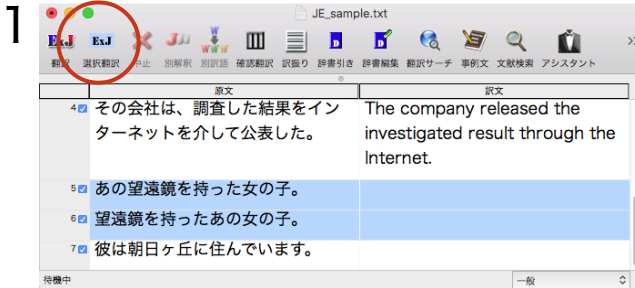 1
JE_sample.txt
ExJ ExJ J W WWW D D
翻訳 選択翻訳 中止 別解釈 別訳語 確認翻訳 訳振り 辞書引き 辞書編集 翻訳サーチ 事例文 文献検索 アシスタント
原文 訳文
4 その会社は、調査した結果をイン
ターネットを介して公表した。
The company released the
investigated result through the
Internet.
5 あの望遠鏡を持った女の子。
6 望遠鏡を持ったあの女の子。
7 彼は朝日ヶ丘に住んでいます。
待機中 一般